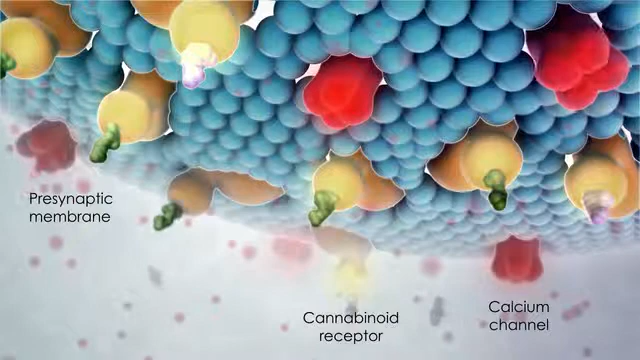 Presynaptic
membrane
Cannabinoid
receptor
Calcium
channel